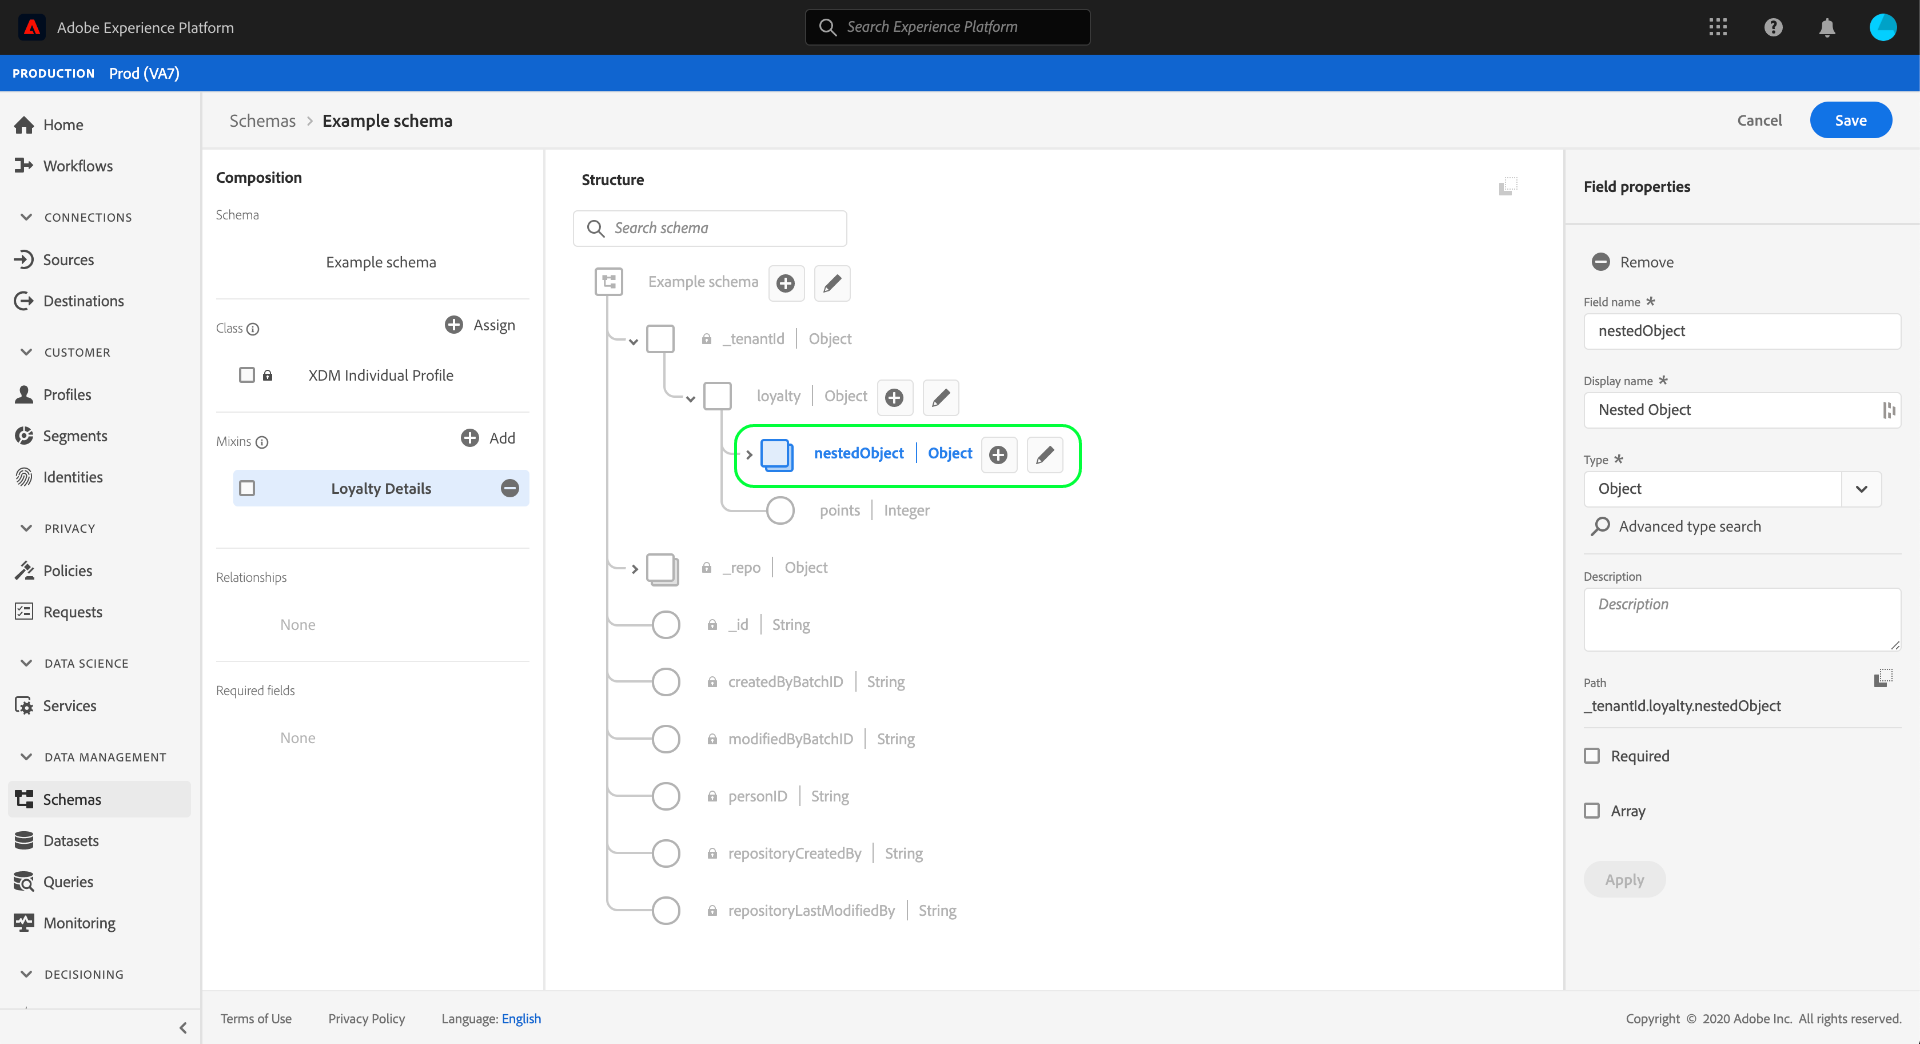 Adobe Experience Platform
Search Experience Platform
PRODUCTION Prod (VA7)
Home
Workflows
CONNECTIONS
Sources
Destinations
CUSTOMER
Profiles
Segments
Identities
PRIVACY
Policies
Requests
DATA SCIENCE
Services
DATA MANAGEMENT
Schemas
Datasets
Queries
Monitoring
DECISIONING
Schemas > Example schema
Cancel
Save
Composition
Schema
Example schema
Class
Assign
XDM Individual Profile
Mixins
Add
Loyalty Details
Relationships
None
Required fields
None
Structure
Search schema
Example schema
_tenantId | Object
loyalty | Object
nestedObject | Object
points | Integer
_repo | Object
_id | String
createdByBatchID | String
modifiedByBatchID | String
personID | String
repositoryCreatedBy | String
repositoryLastModifiedBy | String
Field properties
Remove
Field name *
nestedObject
Display name *
Nested Object
Type *
Object
Advanced type search
Description
Description
Path
_tenantId.loyalty.nestedObject
Required
Array
Apply
Terms of Use
Privacy Policy
Language: English
Copyright © 2020 Adobe Inc. All rights reserved.